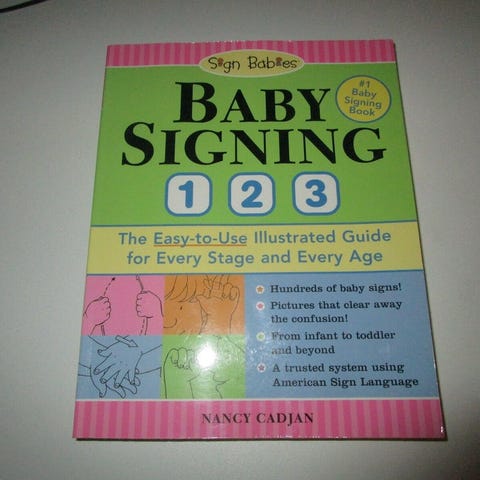 Sign Babies
#1
Baby
Signing
Book
BABY
SIGNING
1 2 3
The Easy-to-Use Illustrated Guide
for Every Stage and Every Age
Hundreds of baby signs!
Pictures that clear away
the confusion!
From infant to toddler
and beyond
A trusted system using
American Sign Language
NANCY CADJAN